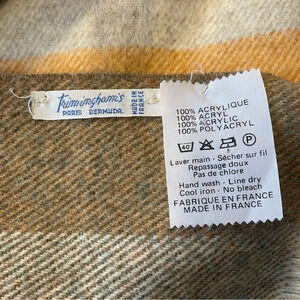 Trimingham's
PARIS BERMUDA.
MADE IN
FRANCE
100% ACRYLIQUE
100% ACRYL
100% ACRYLIC
100% POLYACRYL
40
Laver main - Sécher sur fil
Repassage doux
Pas de chlore
Hand wash - Line dry
Cool iron - No bleach
FABRIQUE EN FRANCE
MADE IN FRANCE